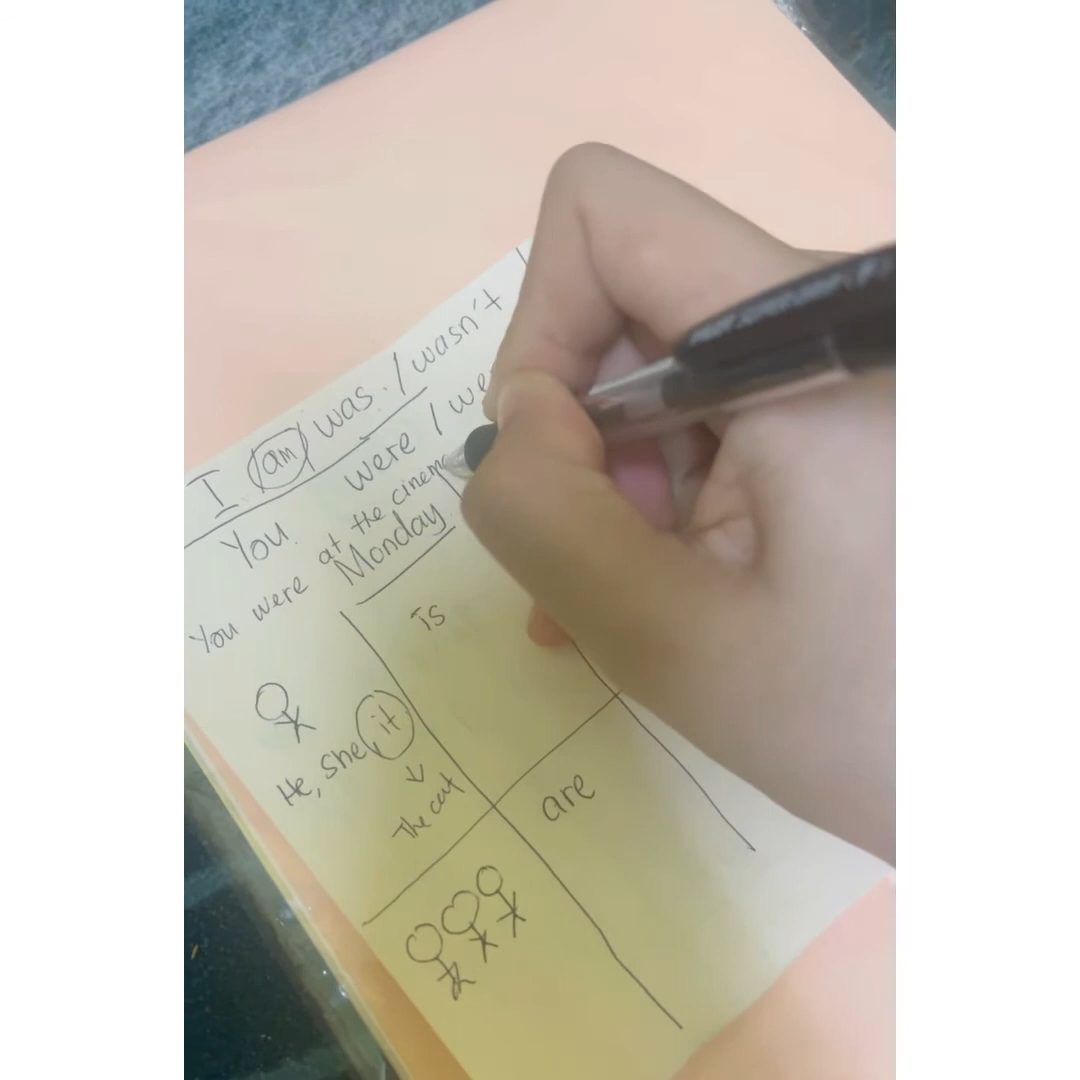 I (am) was. / wasn't
You. were / we
You were at the cinem
Monday
is
He, she, it
↓
The cat
are